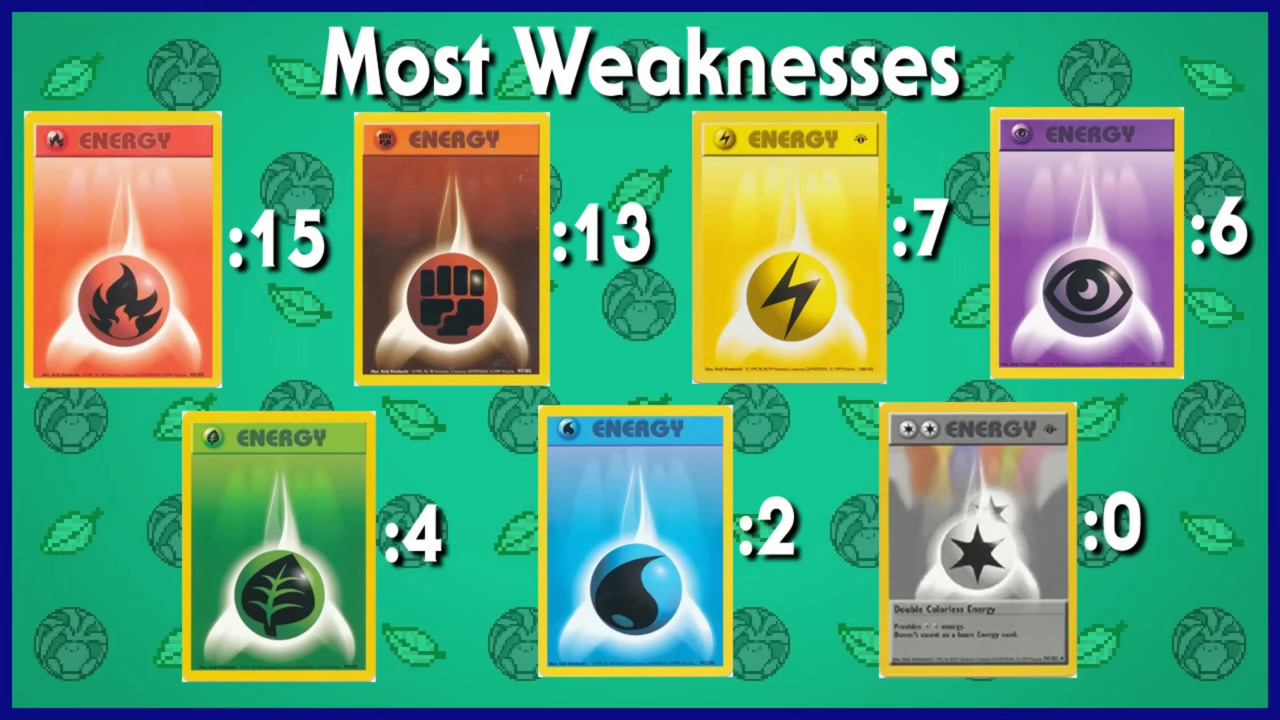 Most Weaknesses
ENERGY
:15
ENERGY
:13
ENERGY
:7
ENERGY
:6
ENERGY
:4
ENERGY
:2
ENERGY
:0
Double Colorless Energy
Provides energy.
Doesn't count as a basic Energy card.